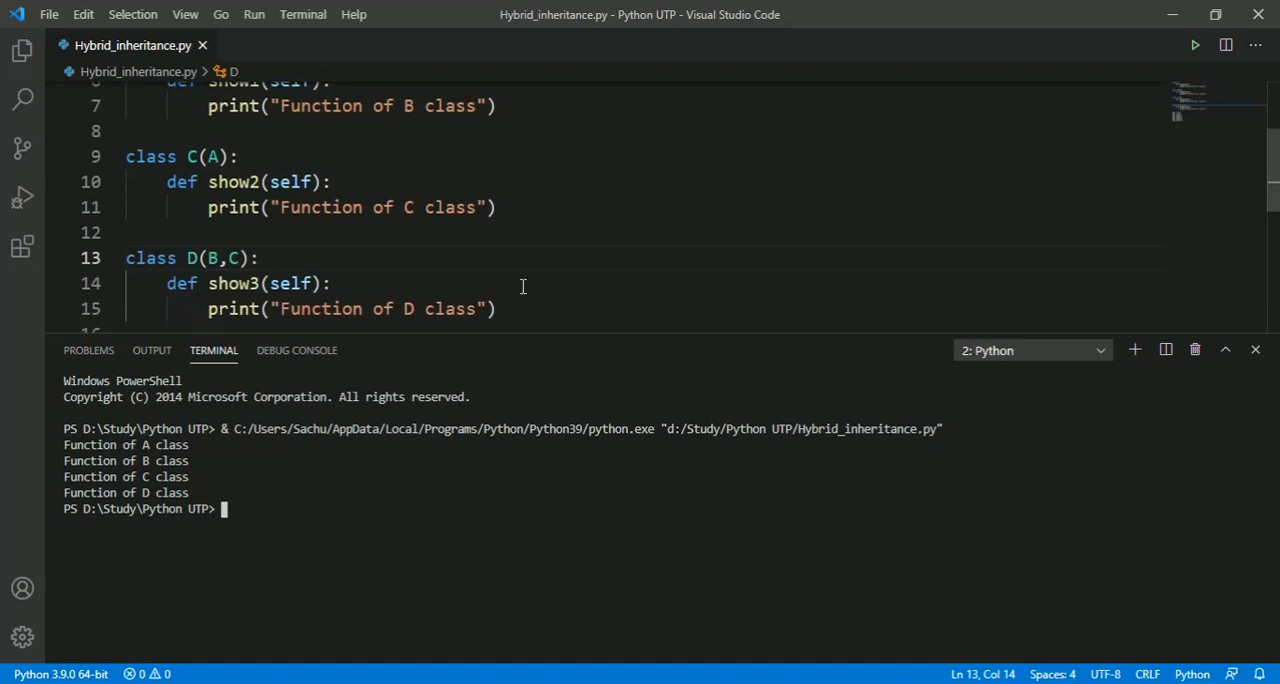 File Edit Selection View Go Run Terminal Help
Hybrid_inheritance.py - Python UTP - Visual Studio Code
Hybrid_inheritance.py
Hybrid_inheritance.py > D
6 def show1(self):
7 print("Function of B class")
8
9 class C(A):
10 def show2(self):
11 print("Function of C class")
12
13 class D(B,C):
14 def show3(self):
15 print("Function of D class")
16
PROBLEMS OUTPUT TERMINAL DEBUG CONSOLE
2: Python
Windows PowerShell
Copyright (C) 2014 Microsoft Corporation. All rights reserved.
PS D:\Study\Python UTP> & C:/Users/Sachu/AppData/Local/Programs/Python/Python39/python.exe "d:/Study/Python UTP/Hybrid_inheritance.py"
Function of A class
Function of B class
Function of C class
Function of D class
PS D:\Study\Python UTP>
Python 3.9.0 64-bit 0 0
Ln 13, Col 14 Spaces: 4 UTF-8 CRLF Python